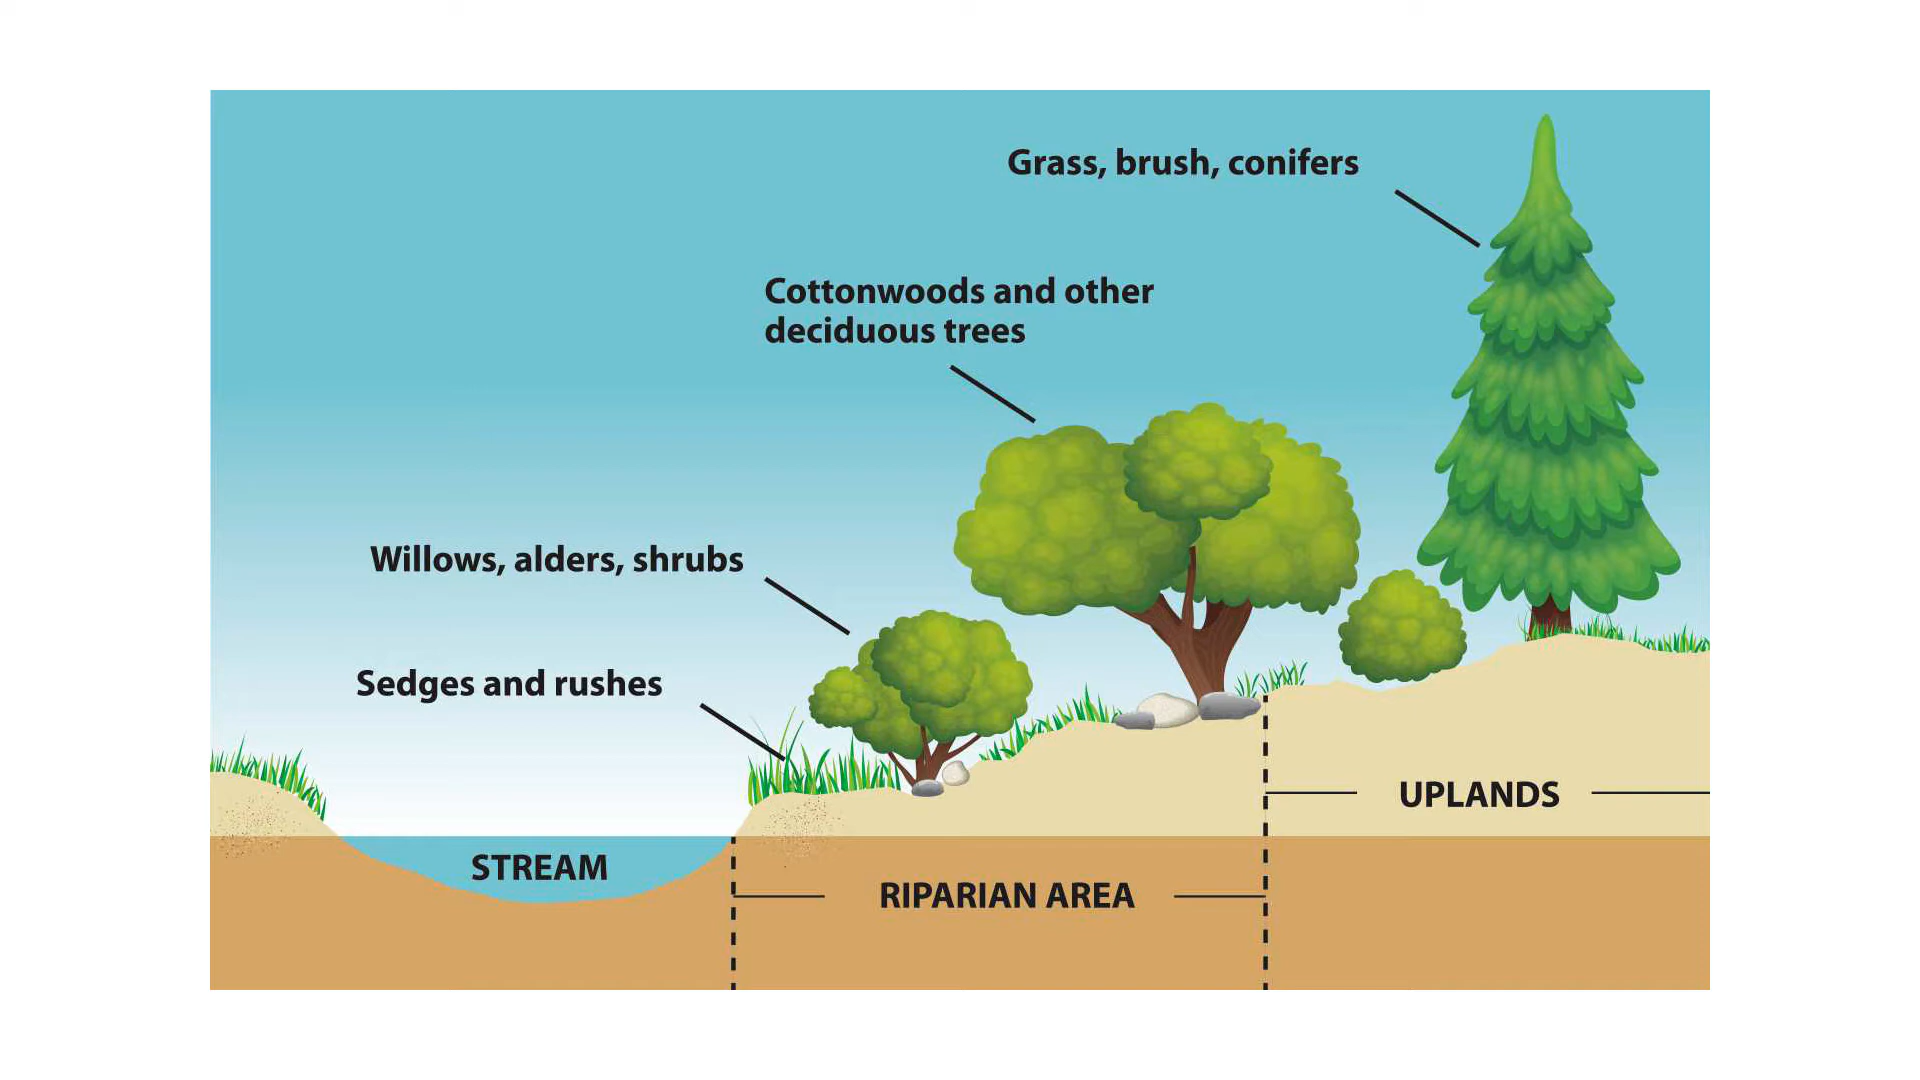 Grass, brush, conifers
Cottonwoods and other
deciduous trees
Willows, alders, shrubs
Sedges and rushes
UPLANDS
STREAM
RIPARIAN AREA